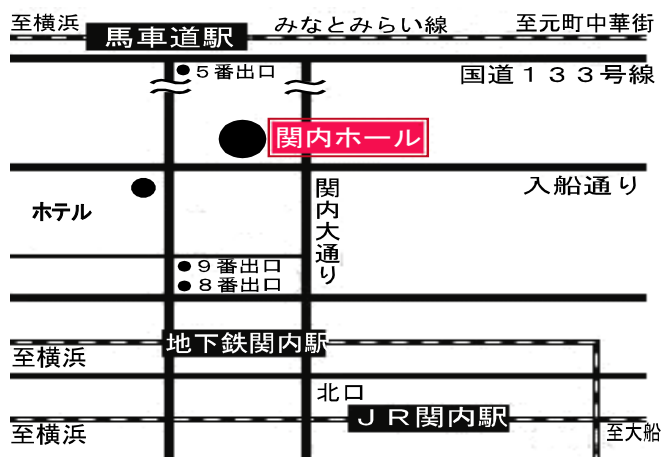 至横浜
みなとみらい線
至元町中華街
馬車道駅
５番出口
国道１３３号線
関内ホール
入船通り
ホテル
関内大通り
９番出口
８番出口
地下鉄関内駅
至横浜
北口
ＪＲ関内駅
至横浜
至大船